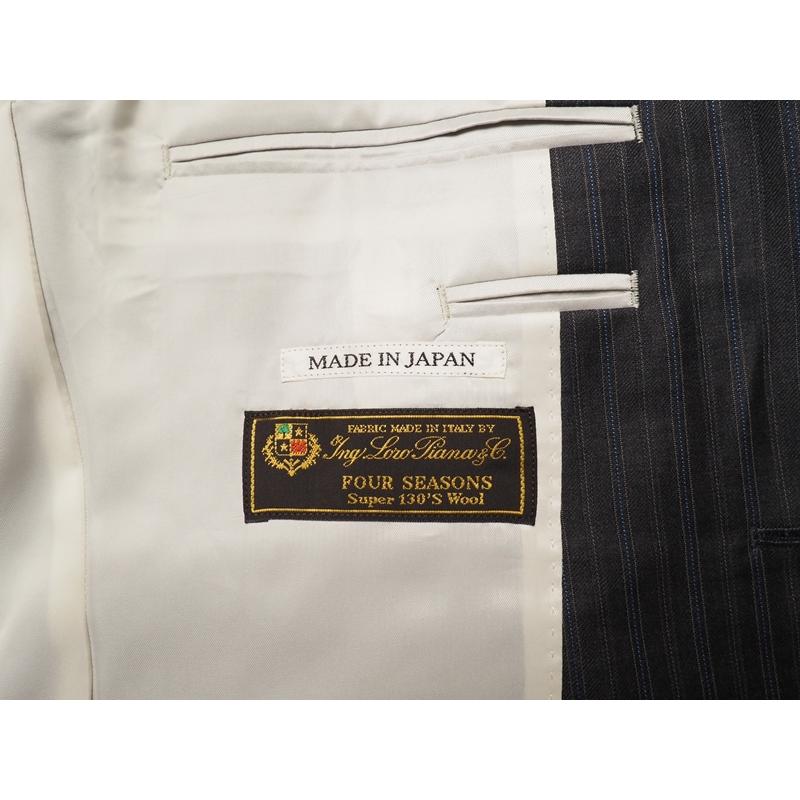 MADE IN JAPAN
FABRIC MADE IN ITALY BY
Ing. Loro Piana & C.
FOUR SEASONS
Super 130'S Wool